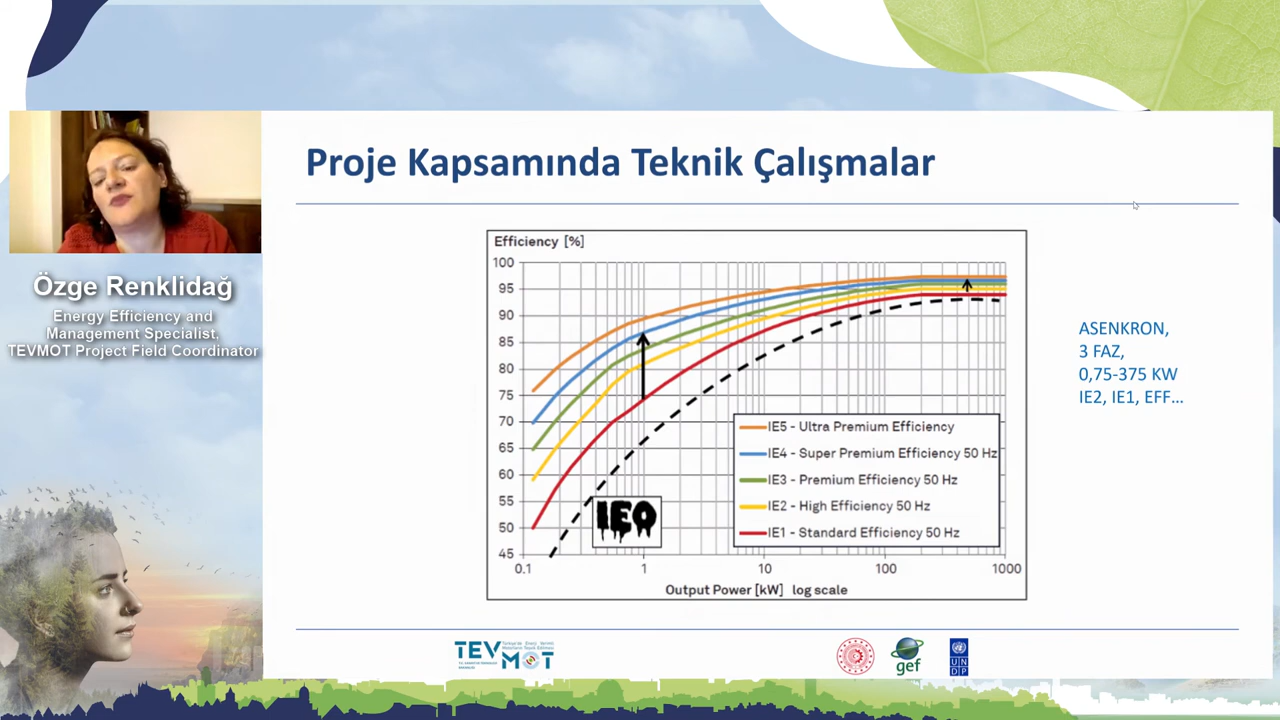 Proje Kapsamında Teknik Çalışmalar
Özge Renklidağ
Energy Efficiency and
Management Specialist,
TEVMOT Project Field Coordinator
Efficiency [%]
100
95
90
85
80
75
70
65
60
55
50
45
0.1
1
10
100
1000
Output Power [kW] log scale
IE0
IE5 - Ultra Premium Efficiency
IE4 - Super Premium Efficiency 50 Hz
IE3 - Premium Efficiency 50 Hz
IE2 - High Efficiency 50 Hz
IE1 - Standard Efficiency 50 Hz
ASENKRON,
3 FAZ,
0,75-375 KW
IE2, IE1, EFF...
TEVMOT
gef
UNDP